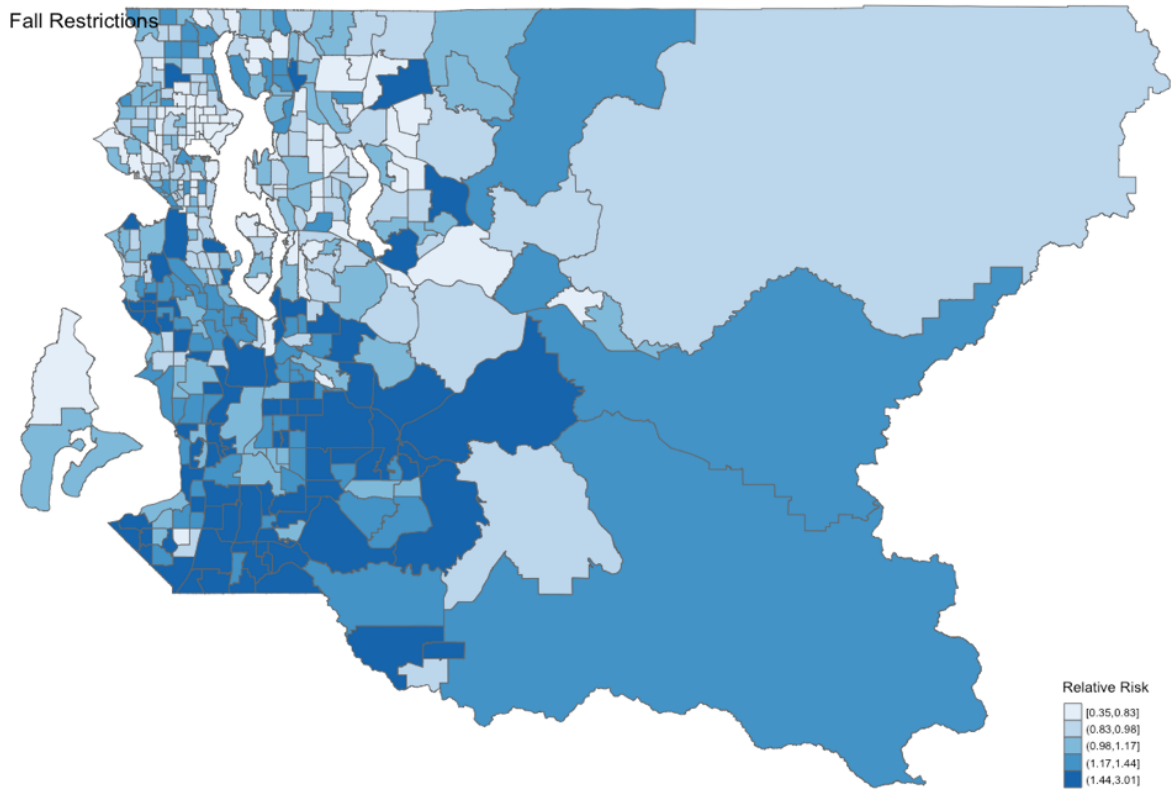 Fall Restrictions
Relative Risk
[0.35,0.83]
(0.83,0.98]
(0.98,1.17]
(1.17,1.44]
(1.44,3.01]